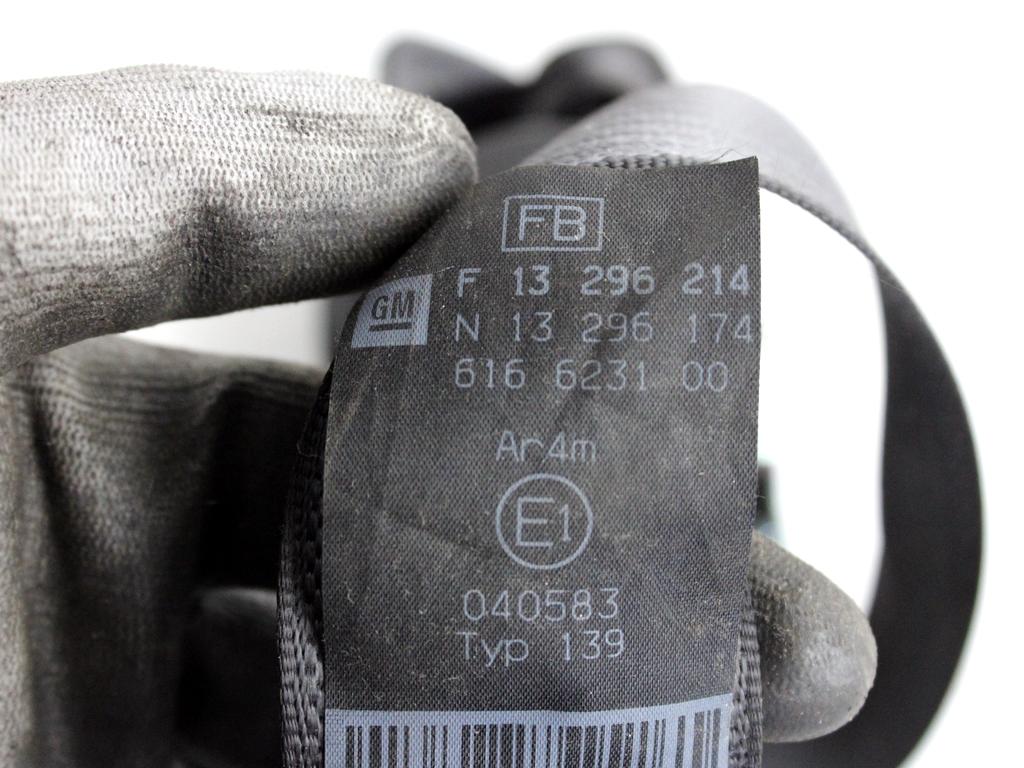 FB
F 13 296 214
GM
N 13 296 174
616 6231 00
Ar4m
E1
040583
Typ 139